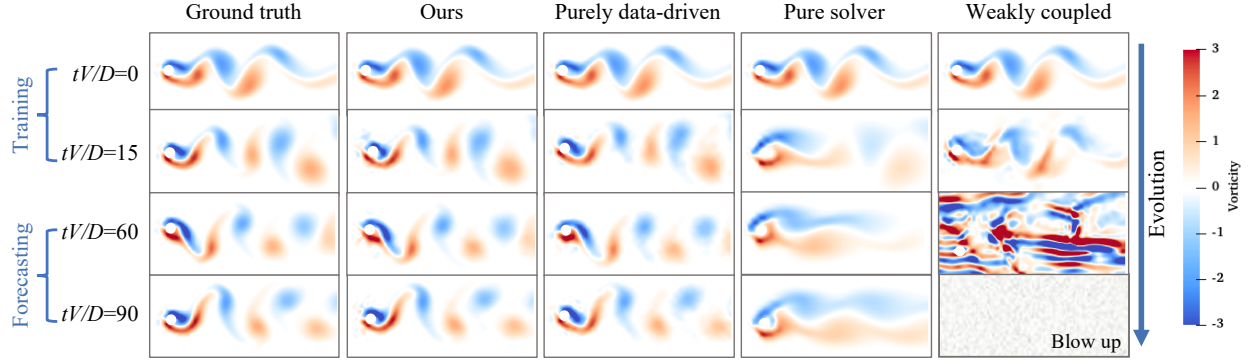 Ground truth Ours Purely data-driven Pure solver Weakly coupled
Training
tV/D=0
tV/D=15
Forecasting
tV/D=60
tV/D=90
Blow up
Evolution
3
2
1
0
-1
-2
-3
Vorticity